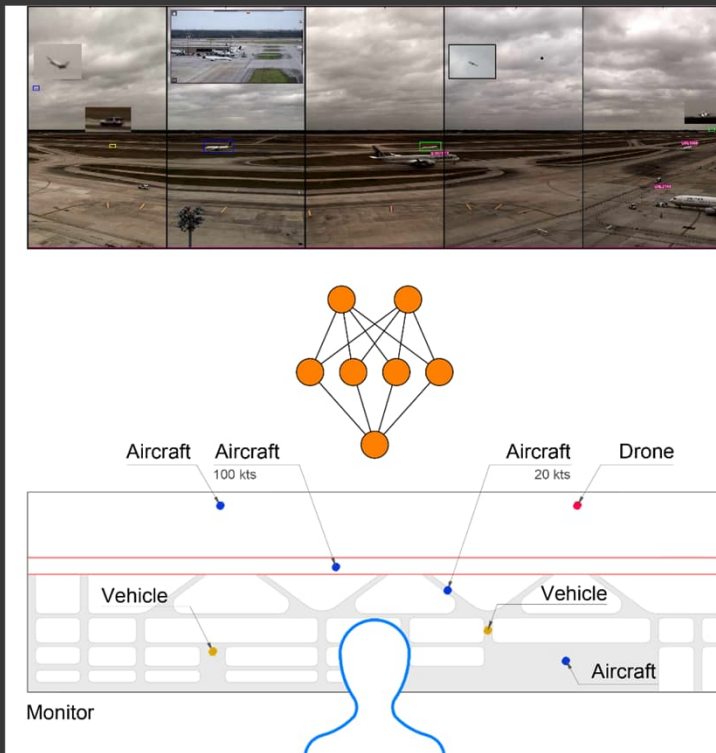 Aircraft
Aircraft
100 kts
Aircraft
20 kts
Drone
Vehicle
Vehicle
Aircraft
Monitor